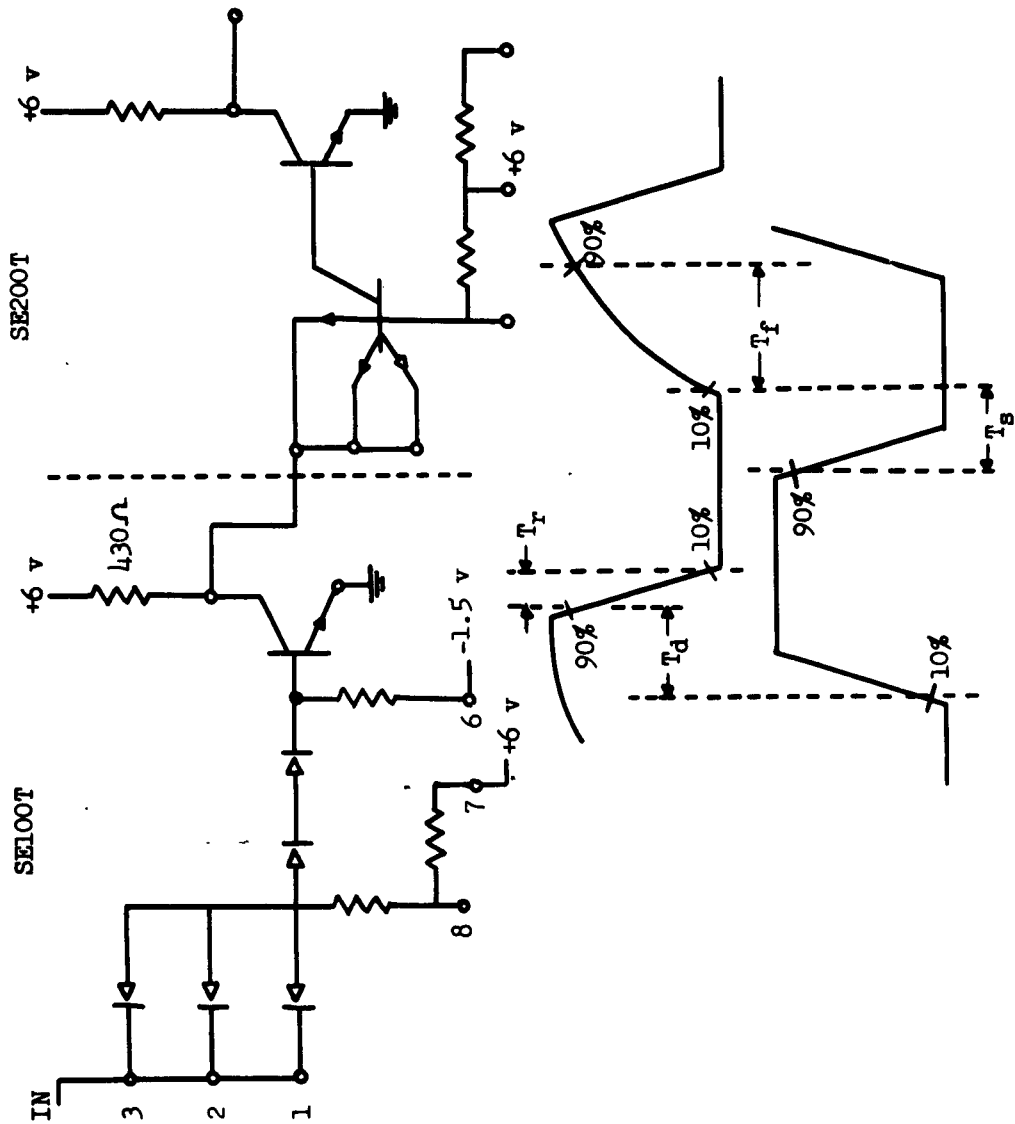 SE100T
SE200T
IN
+6 v
+6 v
3
430Ω
2
1
8
6
-1.5 v
7
+6 v
+6 v
T_r
90%
90%
T_d
10%
10%
T_f
90%
10%
T_s